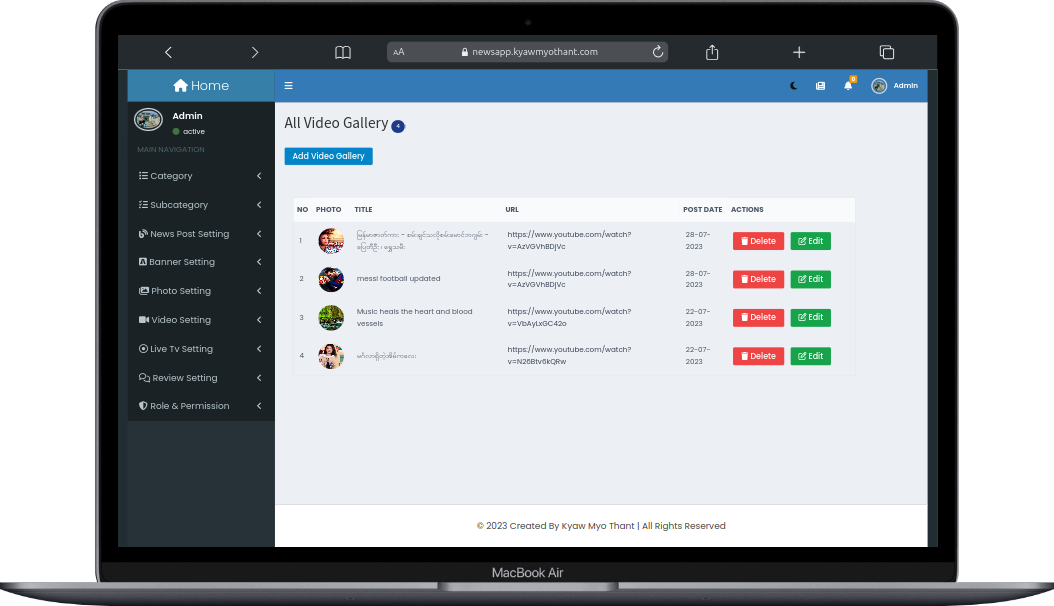 AA newsapp.kyawmyothant.com
Home
Admin
Admin
active
MAIN NAVIGATION
Category
Subcategory
News Post Setting
Banner Setting
Photo Setting
Video Setting
Live Tv Setting
Review Setting
Role & Permission
All Video Gallery 4
Add Video Gallery
NO PHOTO TITLE URL POST DATE ACTIONS
1 https://www.youtube.com/watch? 28-07-
v=AzVGVhBDjVc 2023
Delete Edit
2 messi football updated https://www.youtube.com/watch? 28-07-
v=AzVGVhBDjVc 2023
Delete Edit
3 Music heals the heart and blood https://www.youtube.com/watch? 22-07-
vessels v=VbAyLxGC42o 2023
Delete Edit
4 https://www.youtube.com/watch? 22-07-
v=N26Btv6kQRw 2023
Delete Edit
© 2023 Created By Kyaw Myo Thant | All Rights Reserved
MacBook Air